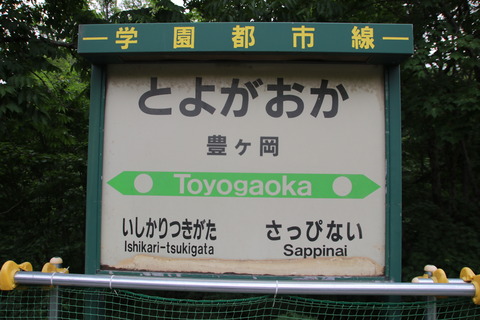 学園都市線
とよがおか
豊ヶ岡
Toyogaoka
いしかりつきがた さっぴない
Ishikari-tsukigata Sappinai